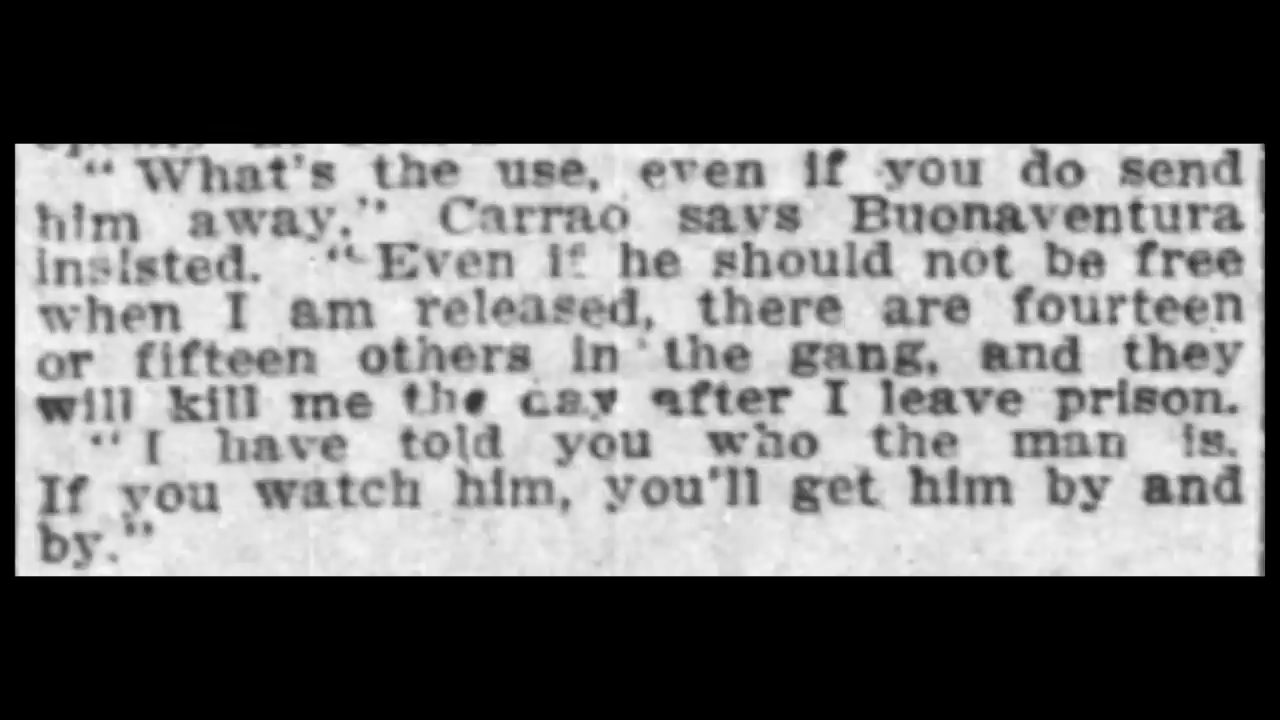 "What's the use, even if you do send
him away." Carrao says Buonaventura
insisted. "Even if he should not be free
when I am released, there are fourteen
or fifteen others in the gang, and they
will kill me the day after I leave prison.
"I have told you who the man is.
If you watch him, you'll get him by and
by."